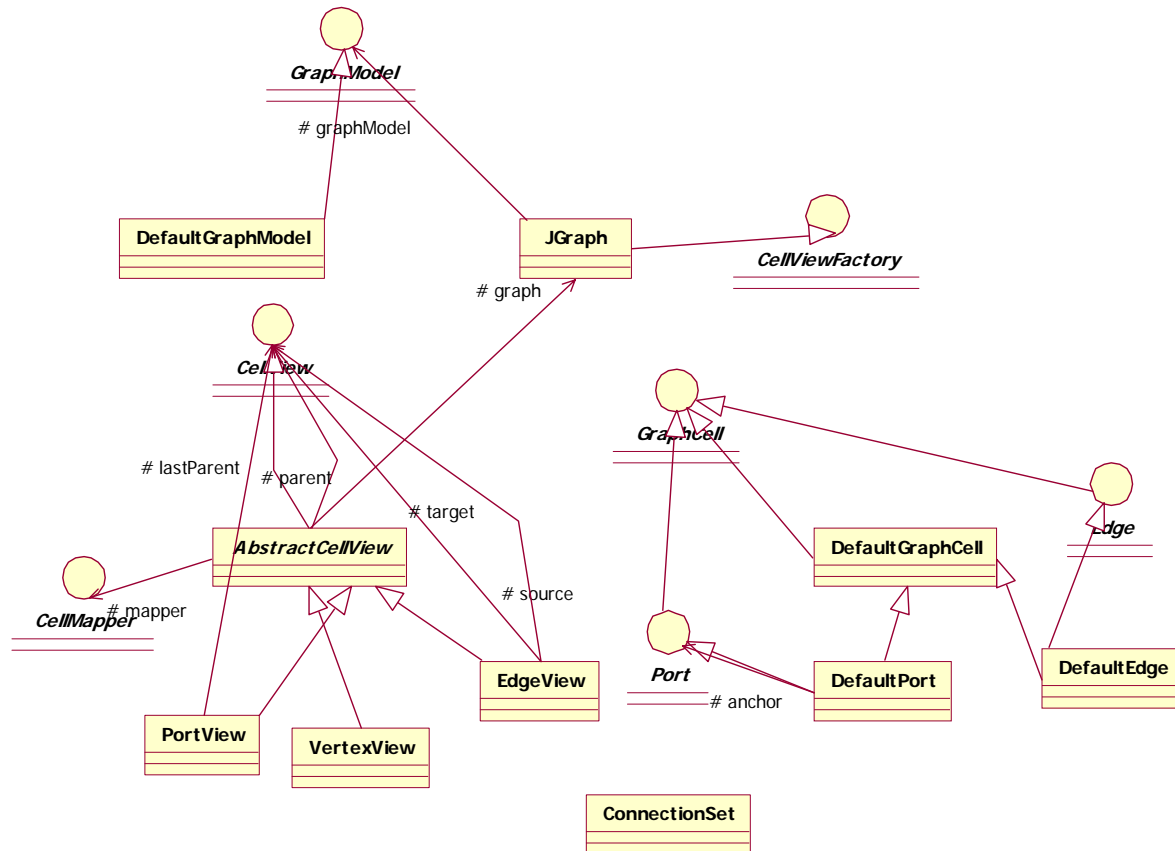 GraphModel
# graphModel
DefaultGraphModel
JGraph
CellViewFactory
# graph
CellView
GraphCell
# lastParent
# parent
# target
Edge
AbstractCellView
DefaultGraphCell
# mapper
# source
CellMapper
Port
EdgeView
DefaultPort
DefaultEdge
# anchor
PortView
VertexView
ConnectionSet